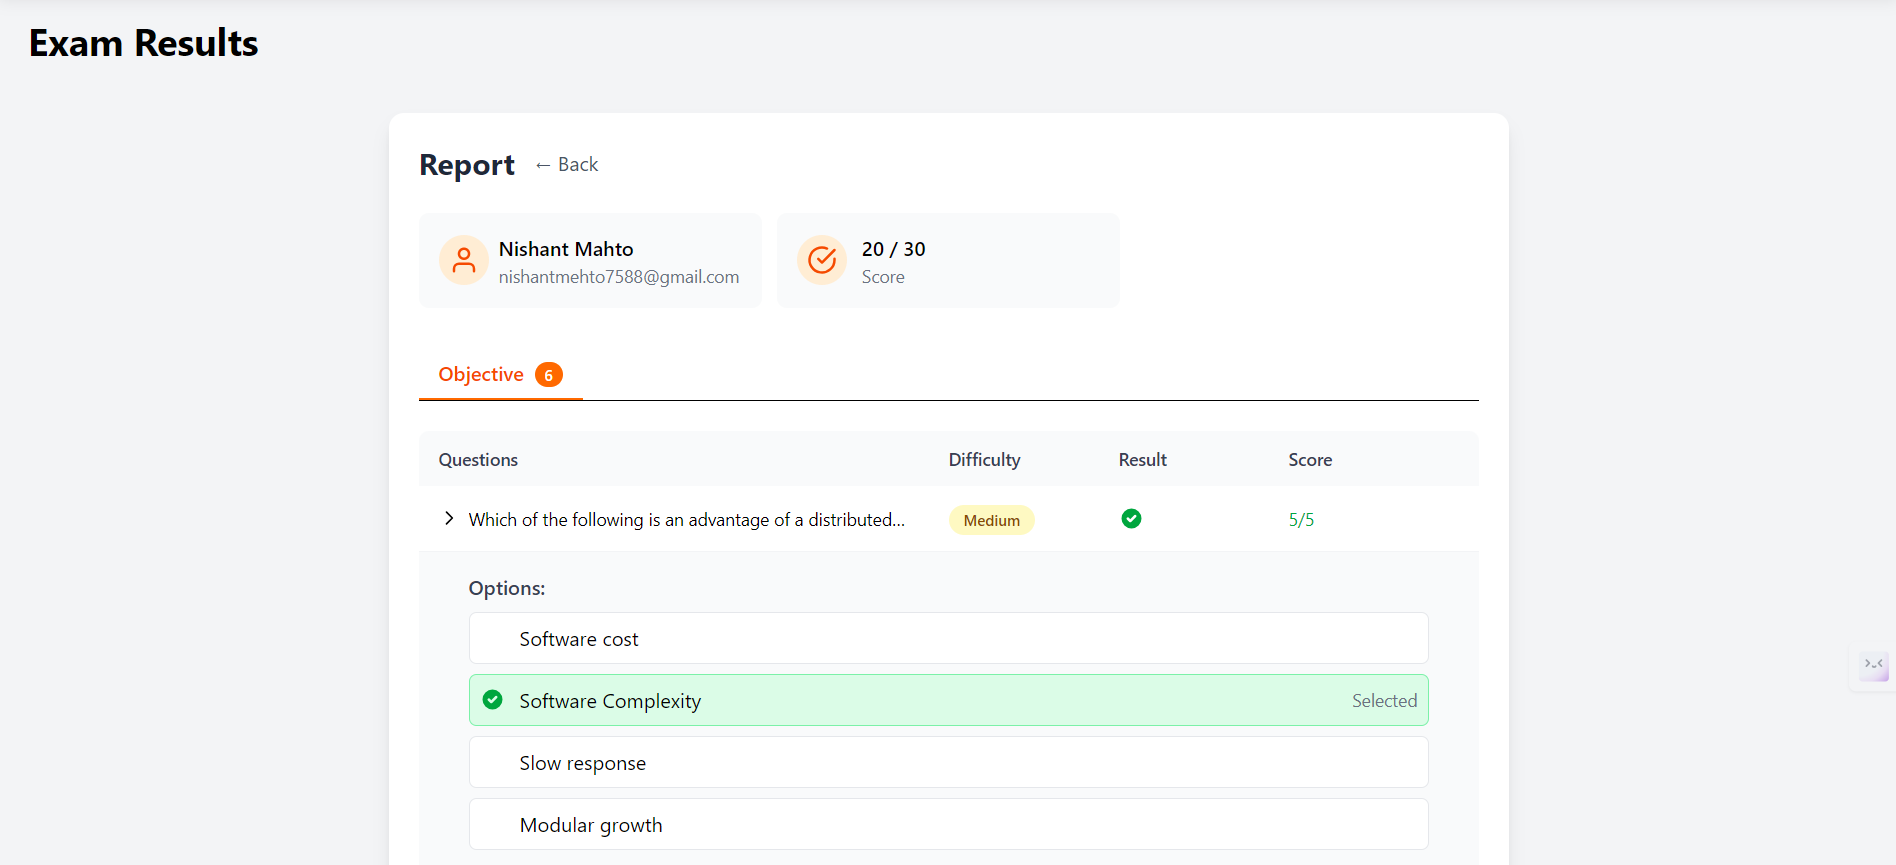 Exam Results
Report ← Back
Nishant Mahto
nishantmehto7588@gmail.com
20 / 30
Score
Objective 6
Questions Difficulty Result Score
Which of the following is an advantage of a distributed... Medium 5/5
Options:
Software cost
Software Complexity Selected
Slow response
Modular growth